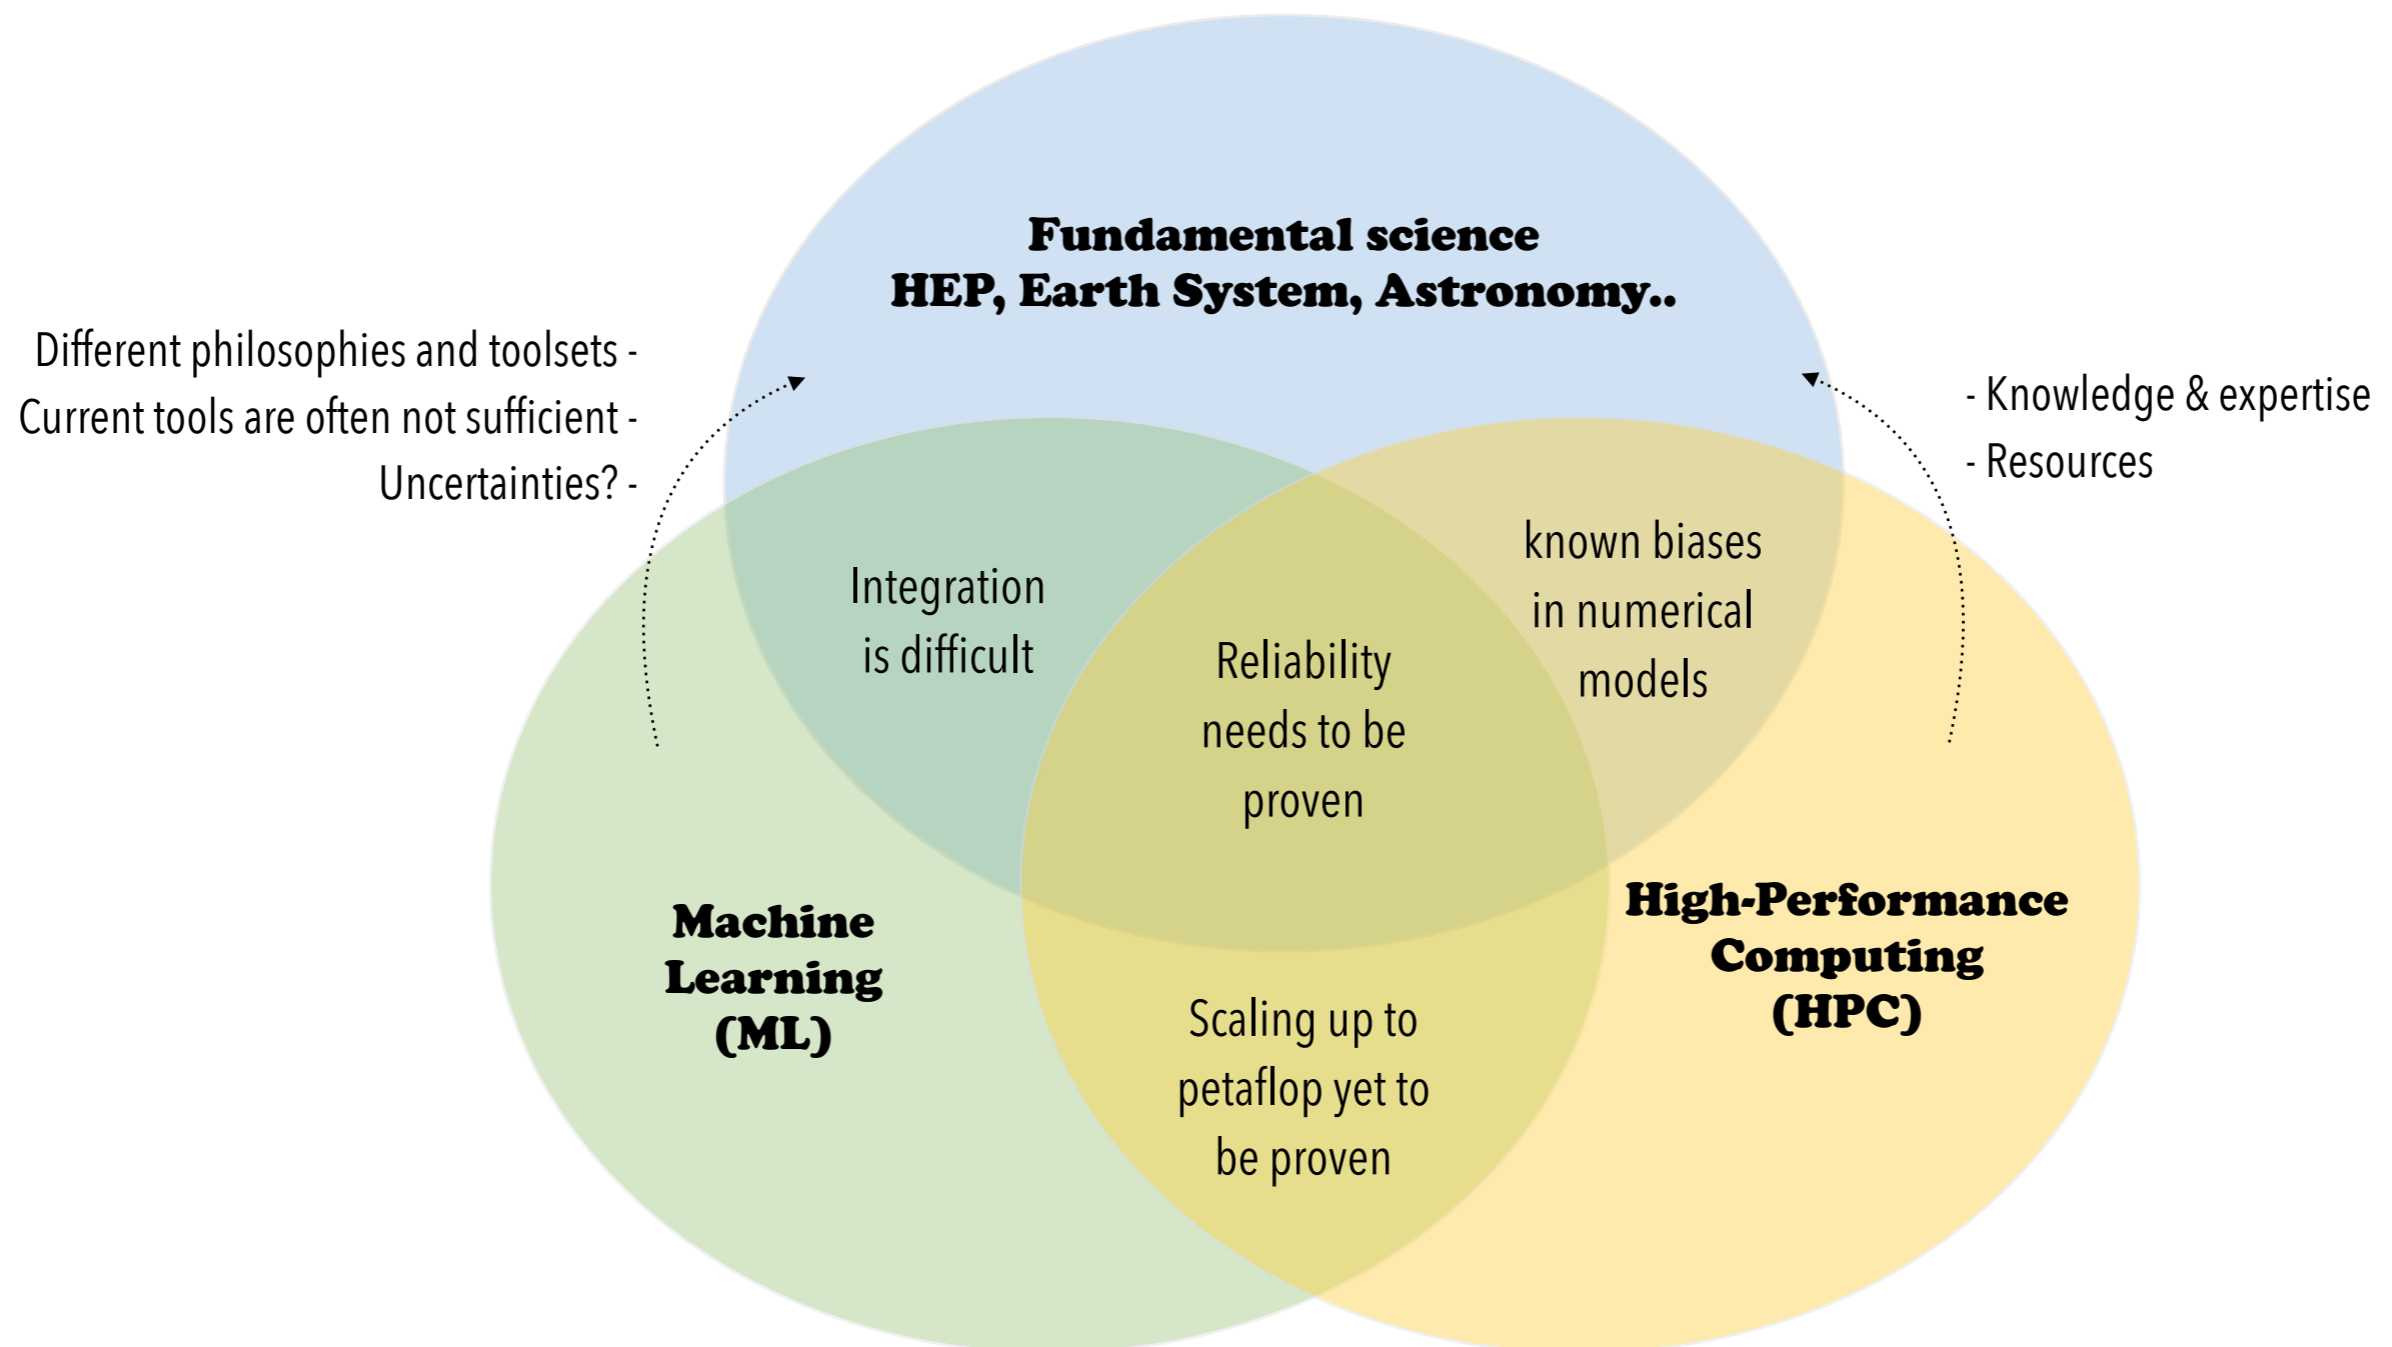 Fundamental science
HEP, Earth System, Astronomy..
Different philosophies and toolsets -
Current tools are often not sufficient -
Uncertainties? -
- Knowledge & expertise
- Resources
Integration
is difficult
known biases
in numerical
models
Reliability
needs to be
proven
Machine
Learning
(ML)
High-Performance
Computing
(HPC)
Scaling up to
petaflop yet to
be proven